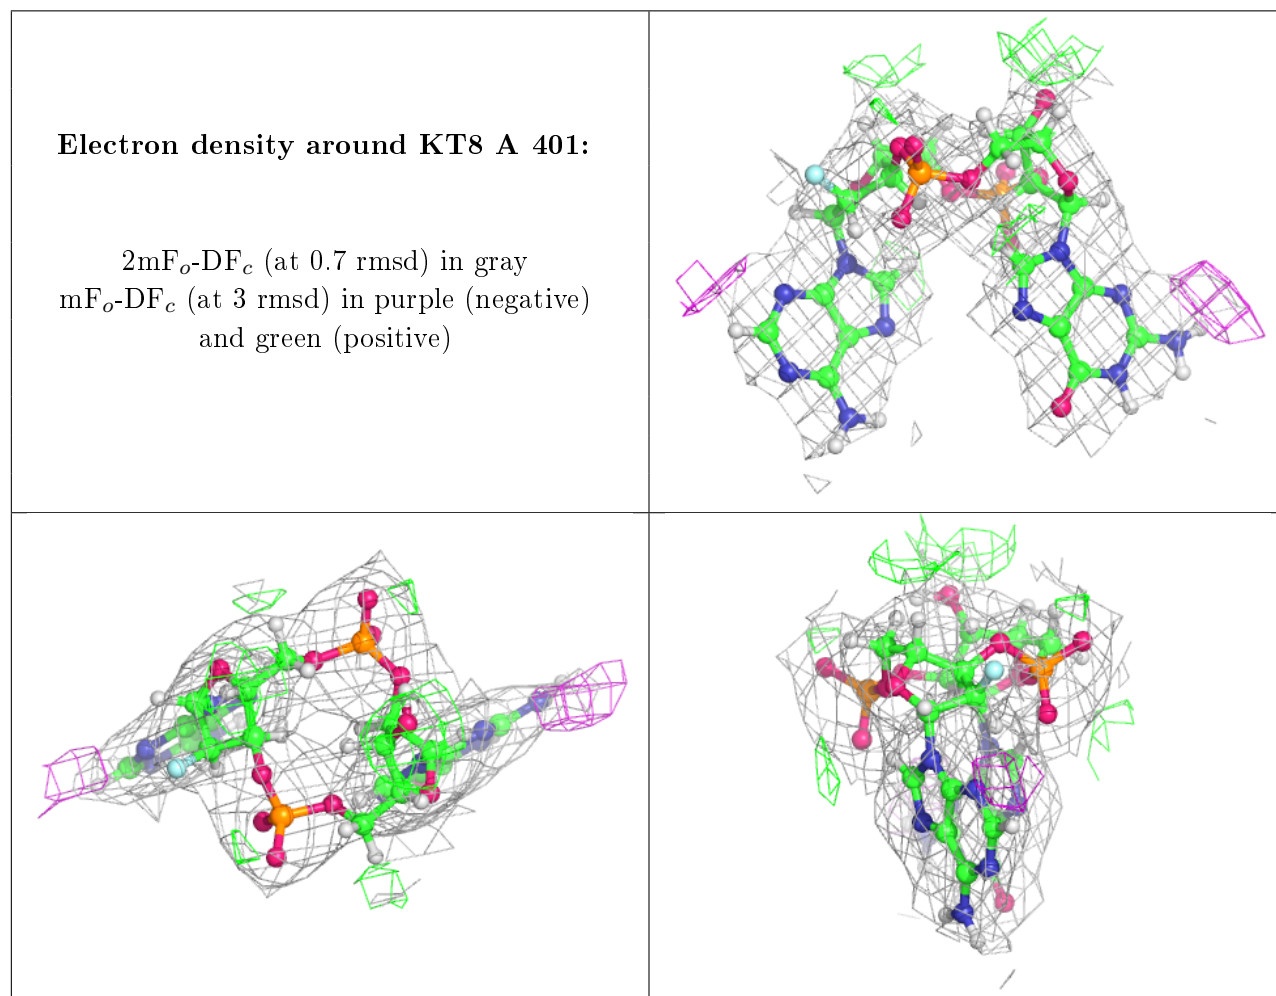 Electron density around KT8 A 401:
2mFo-DFc (at 0.7 rmsd) in gray
mFo-DFc (at 3 rmsd) in purple (negative)
and green (positive)